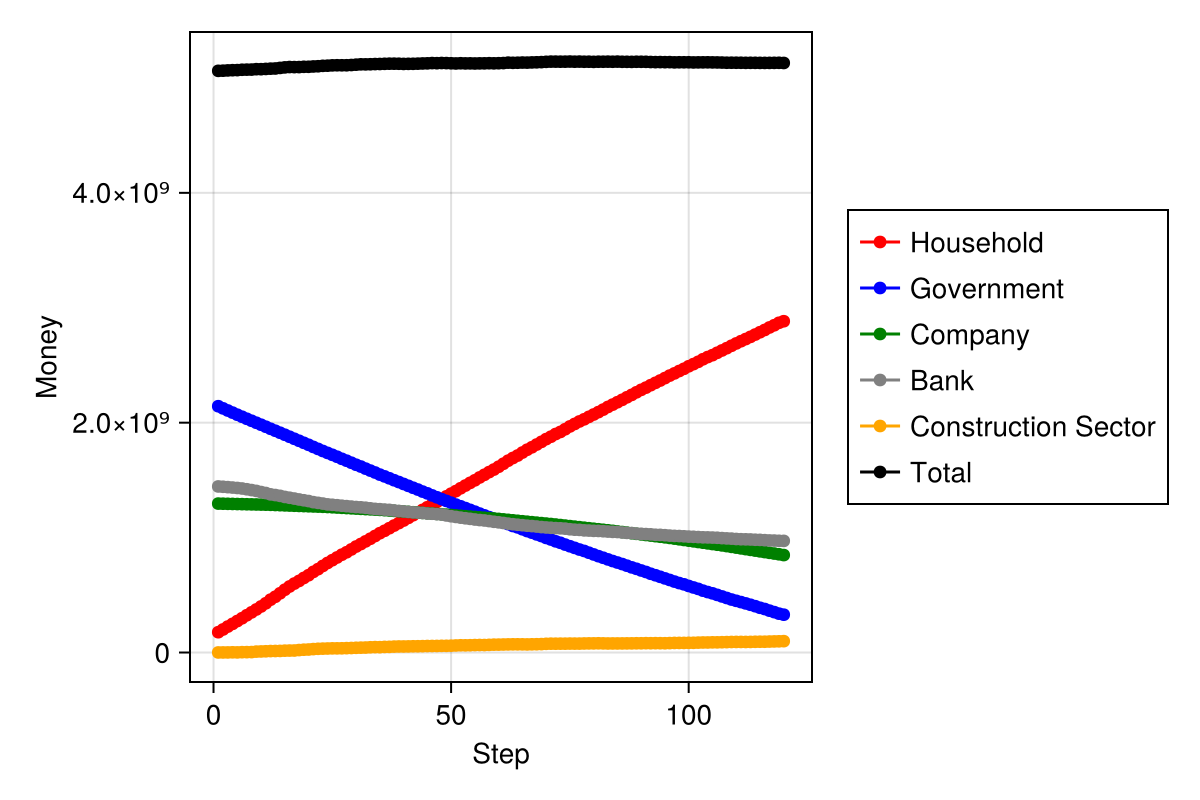 4.0×10⁹
2.0×10⁹
0
Money
0 50 100
Step
Household
Government
Company
Bank
Construction Sector
Total